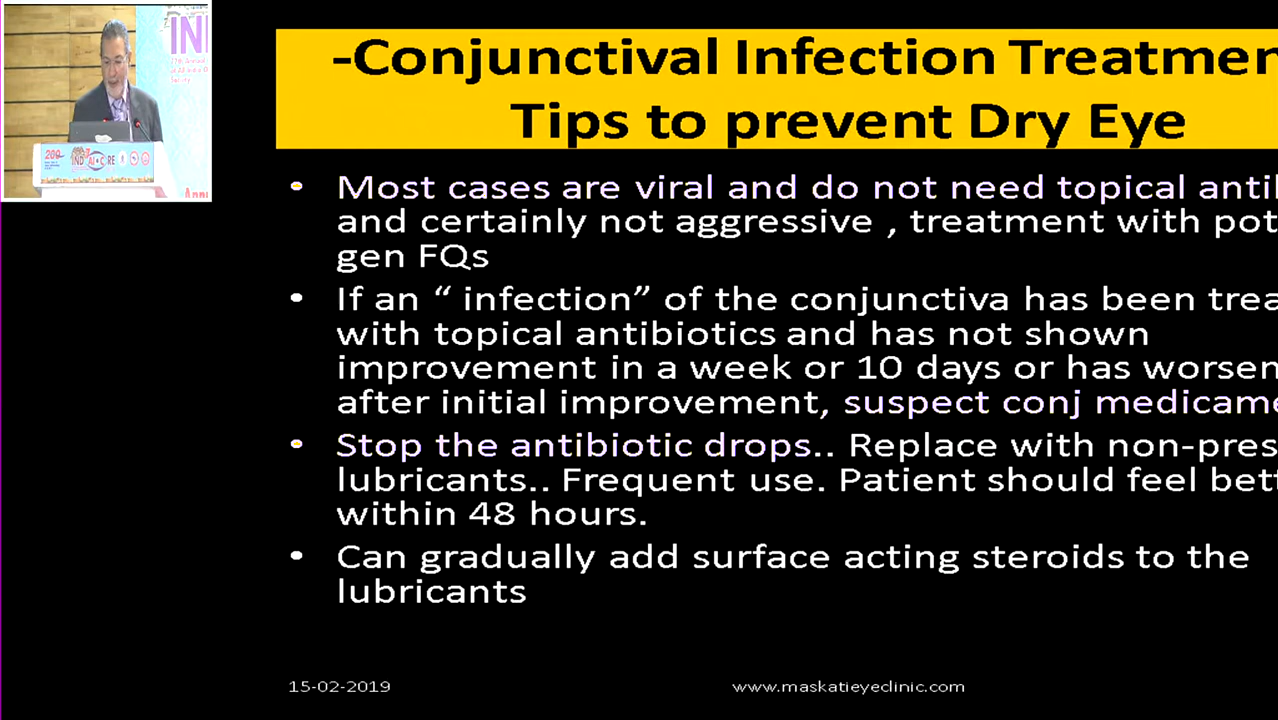 IN
-Conjunctival Infection Treatmen
Tips to prevent Dry Eye
• Most cases are viral and do not need topical anti
and certainly not aggressive , treatment with pot
gen FQs
• If an “ infection” of the conjunctiva has been trea
with topical antibiotics and has not shown
improvement in a week or 10 days or has worsen
after initial improvement, suspect conj medicame
• Stop the antibiotic drops.. Replace with non-pres
lubricants.. Frequent use. Patient should feel bett
within 48 hours.
• Can gradually add surface acting steroids to the
lubricants
15-02-2019
www.maskatieyeclinic.com